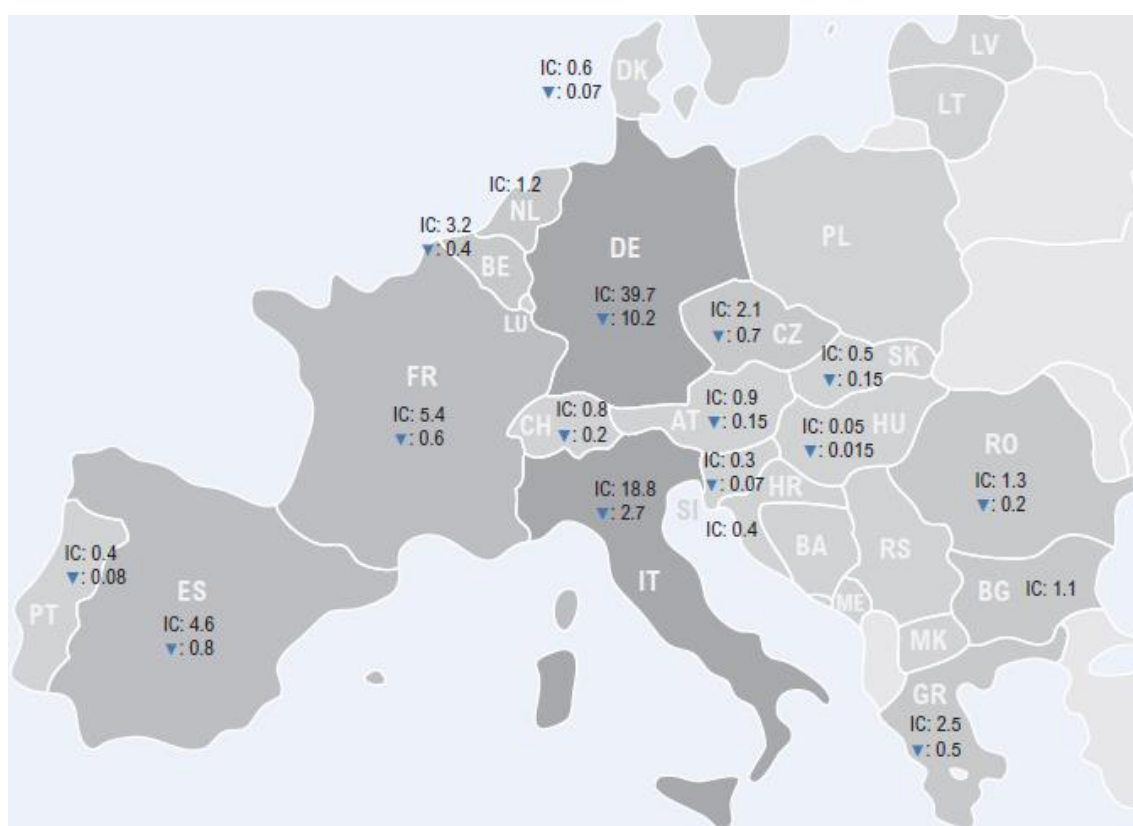 LV
IC: 0.6
▼: 0.07
DK
LT
IC: 1.2
NL
IC: 3.2
▼: 0.4
BE
DE
PL
IC: 39.7
▼: 10.2
LU
IC: 2.1
▼: 0.7
CZ
IC: 0.5
▼: 0.15
SK
FR
IC: 5.4
▼: 0.6
CH
IC: 0.8
▼: 0.2
AT
IC: 0.9
▼: 0.15
IC: 0.05
▼: 0.015
HU
RO
IC: 1.3
▼: 0.2
IC: 0.3
▼: 0.07
HR
IC: 18.8
▼: 2.7
SI
IC: 0.4
BA
RS
IC: 0.4
▼: 0.08
PT
ES
IC: 4.6
▼: 0.8
IT
ME
BG
IC: 1.1
MK
GR
IC: 2.5
▼: 0.5